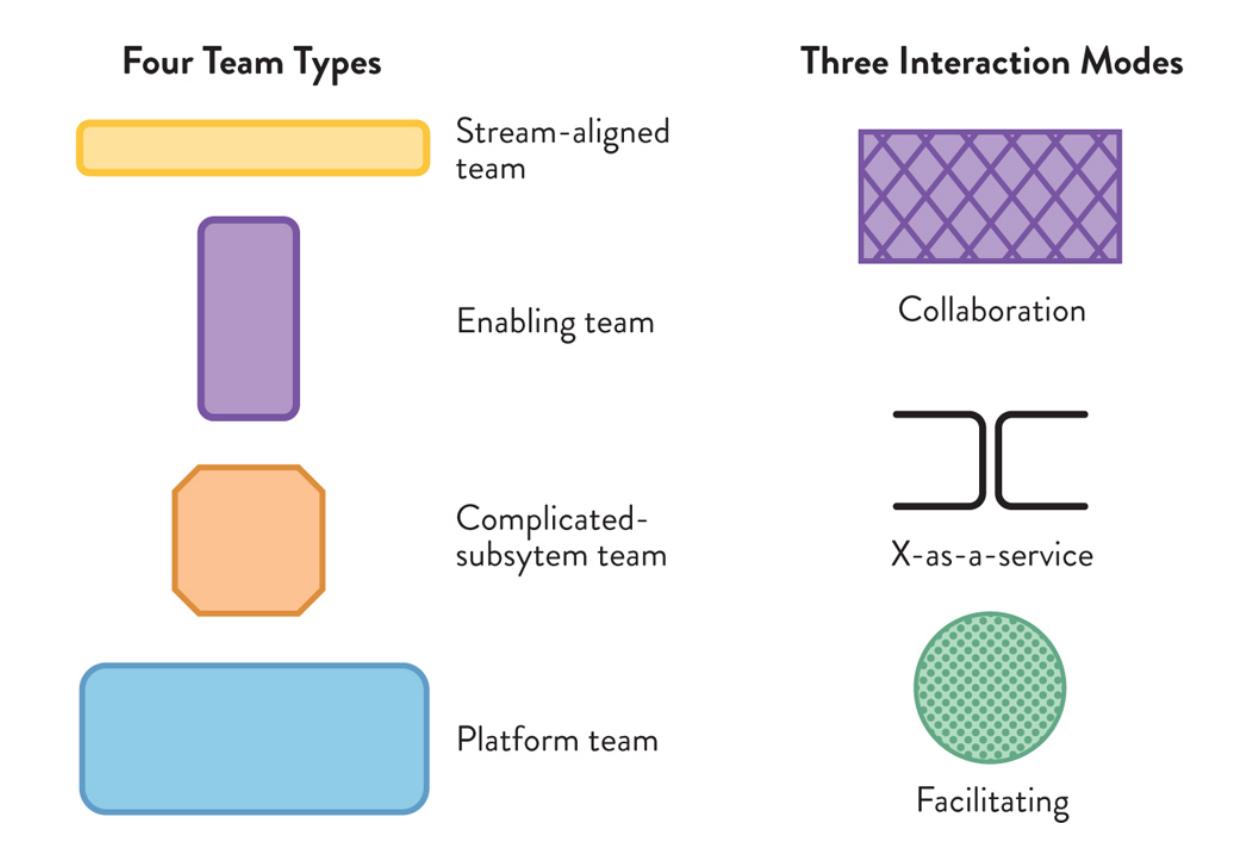 Four Team Types
Stream-aligned
team
Enabling team
Complicated-
subsytem team
Platform team
Three Interaction Modes
Collaboration
X-as-a-service
Facilitating